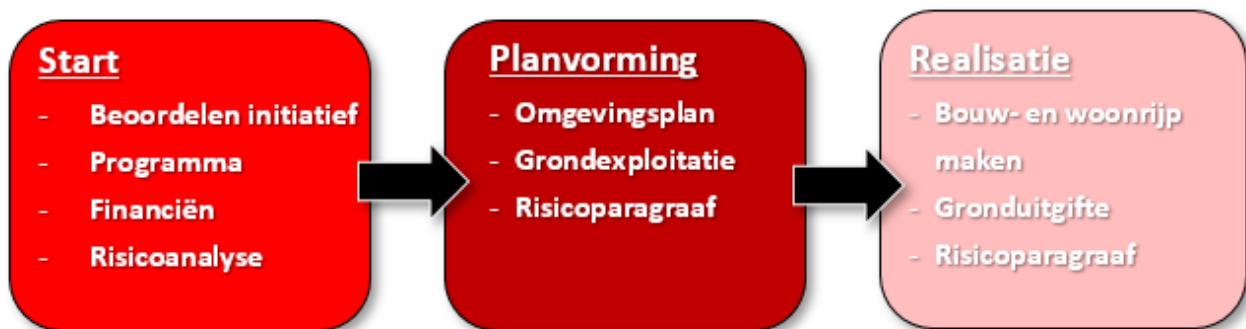 Start
- Beoordelen initiatief
- Programma
- Financiën
- Risicoanalyse
Planvorming
- Omgevingsplan
- Grondexploitatie
- Risicoparagraaf
Realisatie
- Bouw- en woonrijp
maken
- Gronduitgifte
- Risicoparagraaf